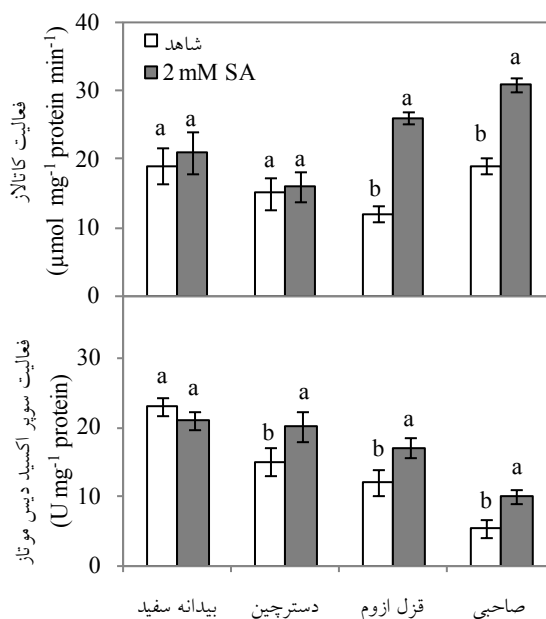 40
30
20
10
0
فعالیت کاتالاز
(µmol mg⁻¹ protein min⁻¹)
شاهد
2 mM SA
a a a a b a b a
30
20
10
0
فعالیت سوپر اکسید دیس موتاز
(U mg⁻¹ protein)
a a b a b a b a
بیدانه سفید دسترچین قزل ازوم صاحبی